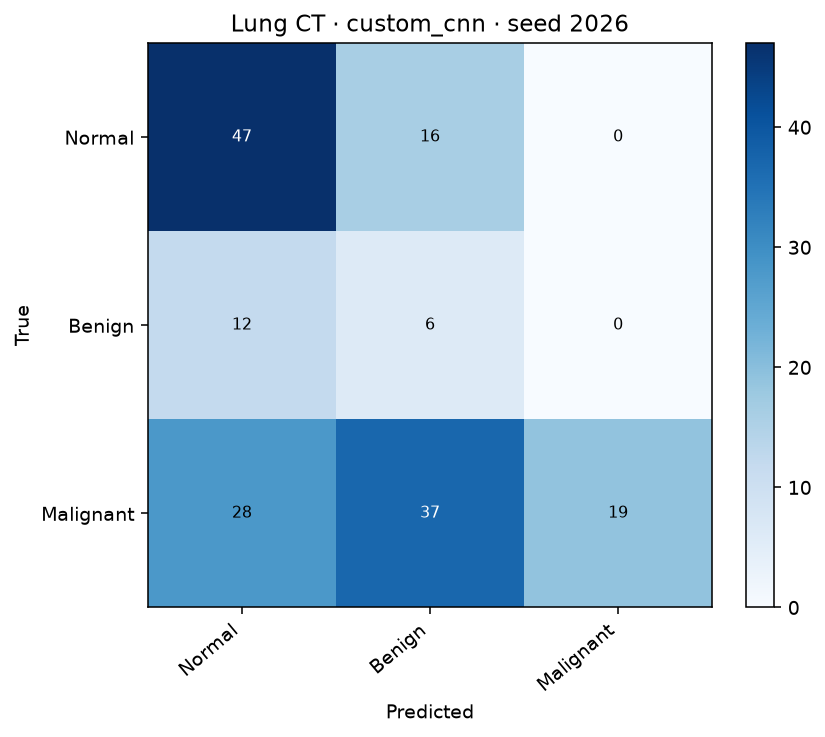 Lung CT · custom_cnn · seed 2026
Normal 47 16 0
Benign 12 6 0
Malignant 28 37 19
Normal Benign Malignant
True
Predicted
40
30
20
10
0